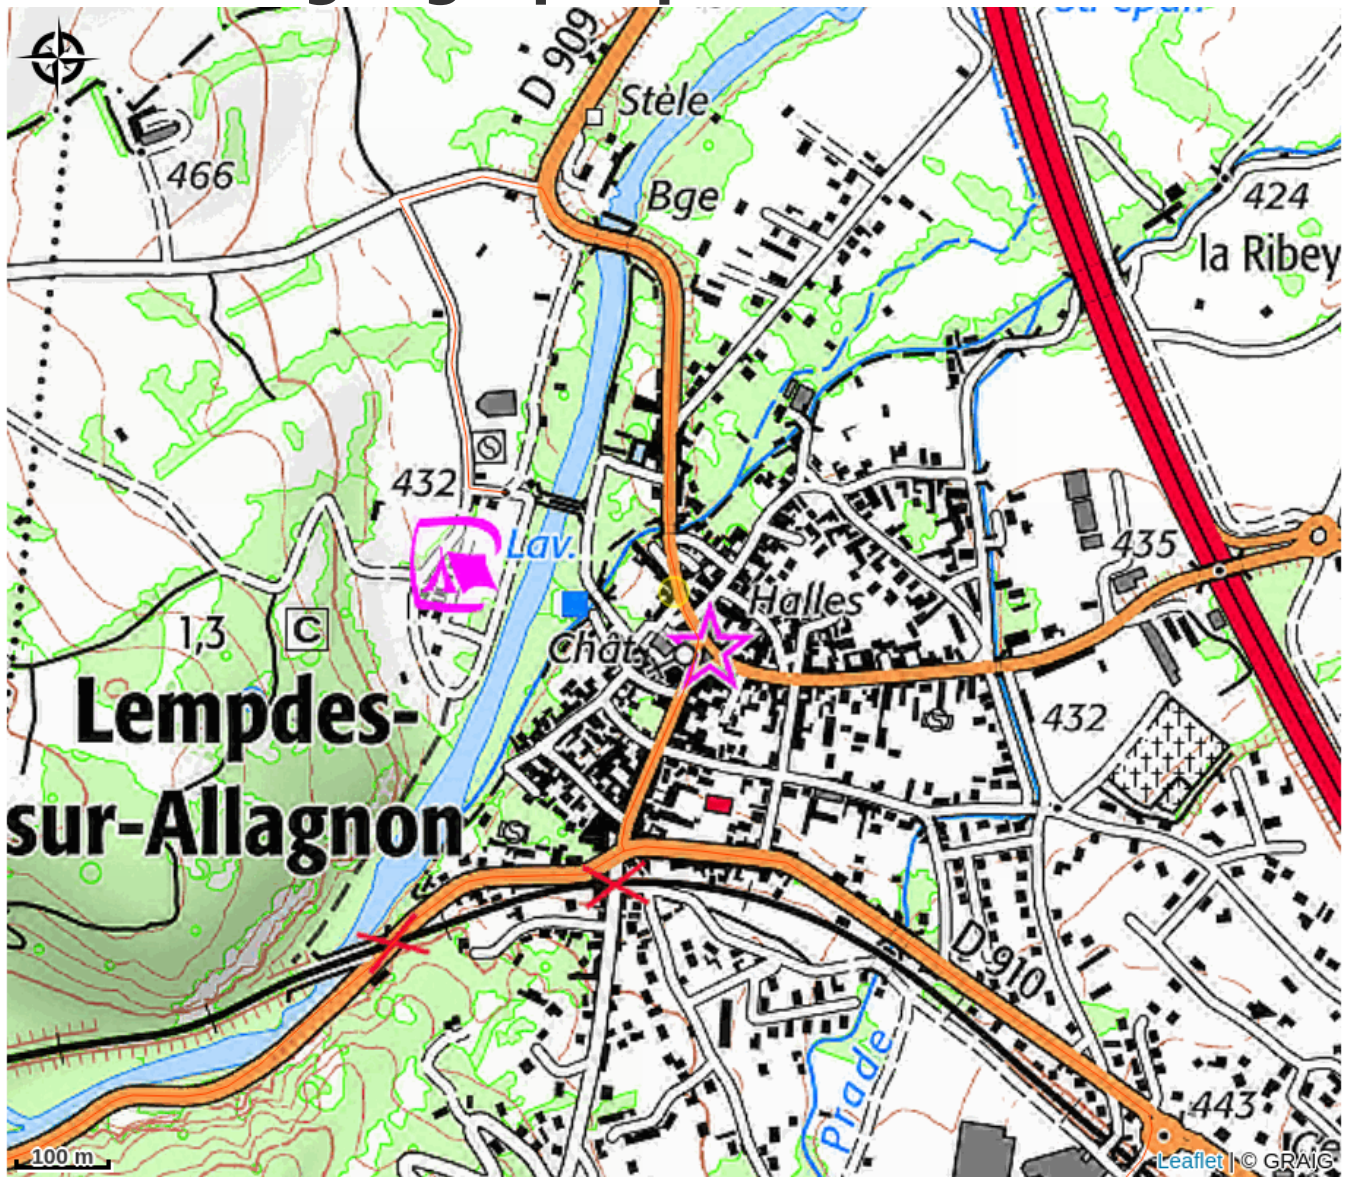 D 909
Stèle
466
Bge
424
la Ribey
432
Lav.
435
Halles
1,3
C
Chât.
Lempdes-
432
sur-Allagnon
D 910
Prade
443
Ce
100 m
Leaflet | © GRAIG